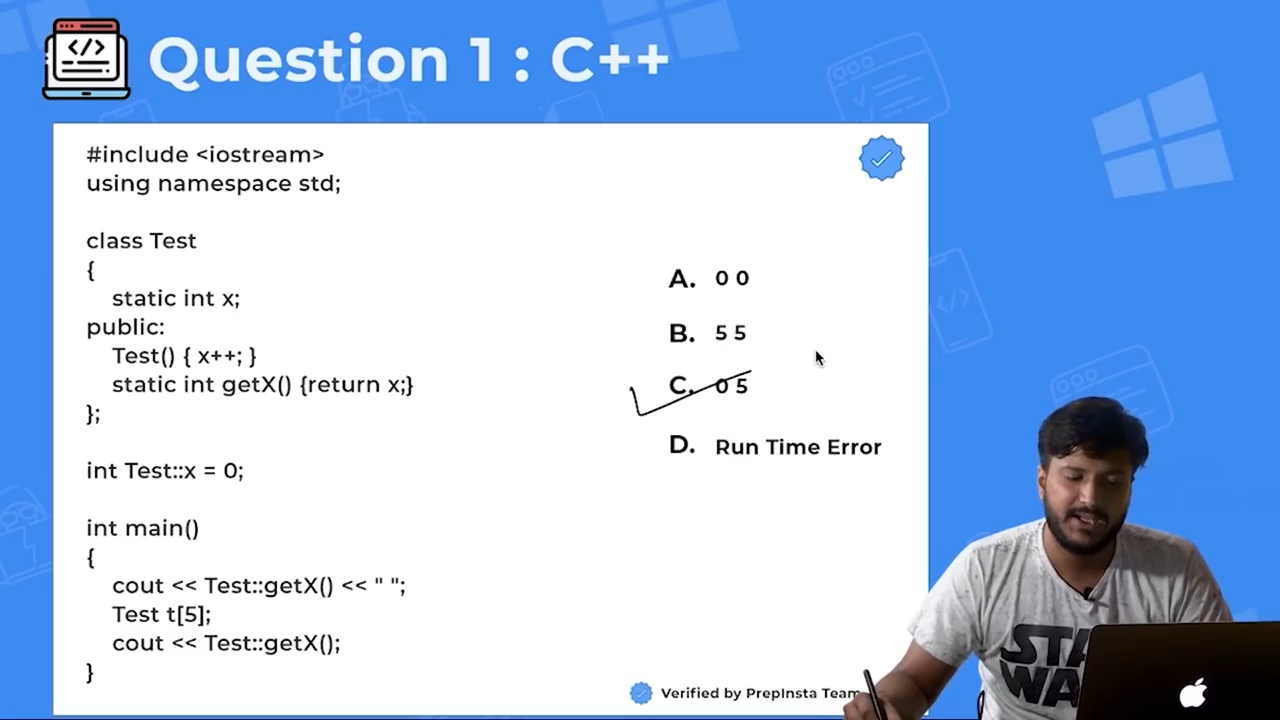 </>
Question 1 : C++
#include <iostream>
using namespace std;
class Test
{
static int x;
public:
Test() { x++; }
static int getX() {return x;}
};
int Test::x = 0;
int main()
{
cout << Test::getX() << " ";
Test t[5];
cout << Test::getX();
}
A. 0 0
B. 5 5
C. 0 5
D. Run Time Error
Verified by PrepInsta Team
STA
WA